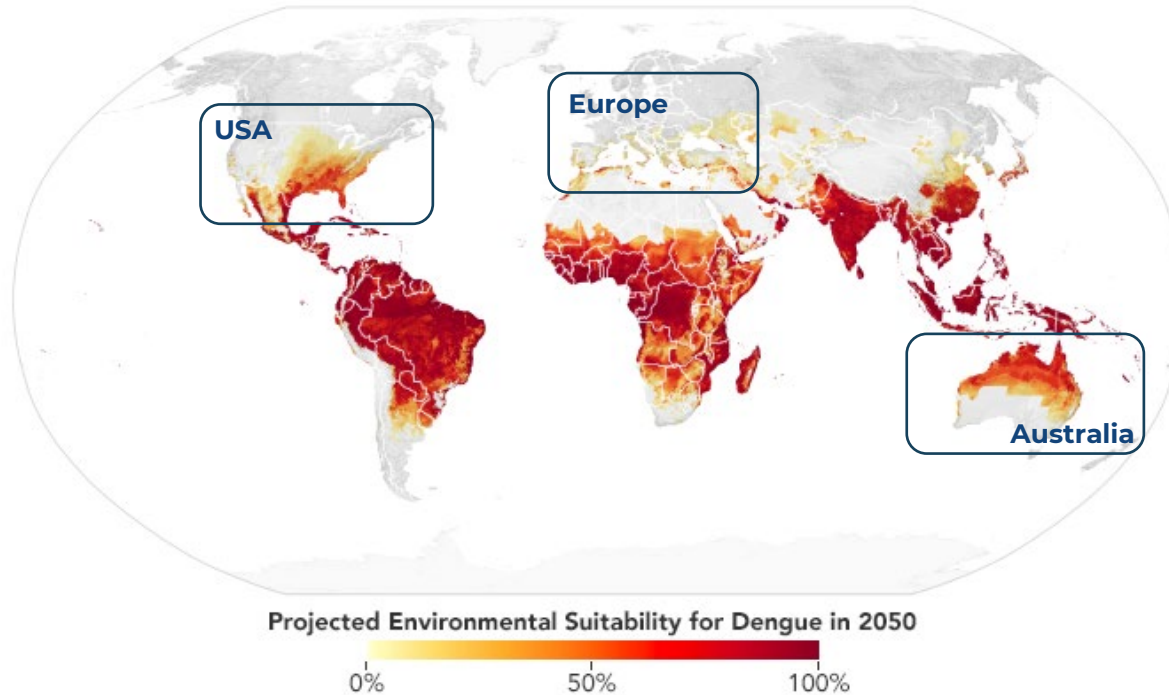 USA
Europe
Australia
Projected Environmental Suitability for Dengue in 2050
0%
50%
100%